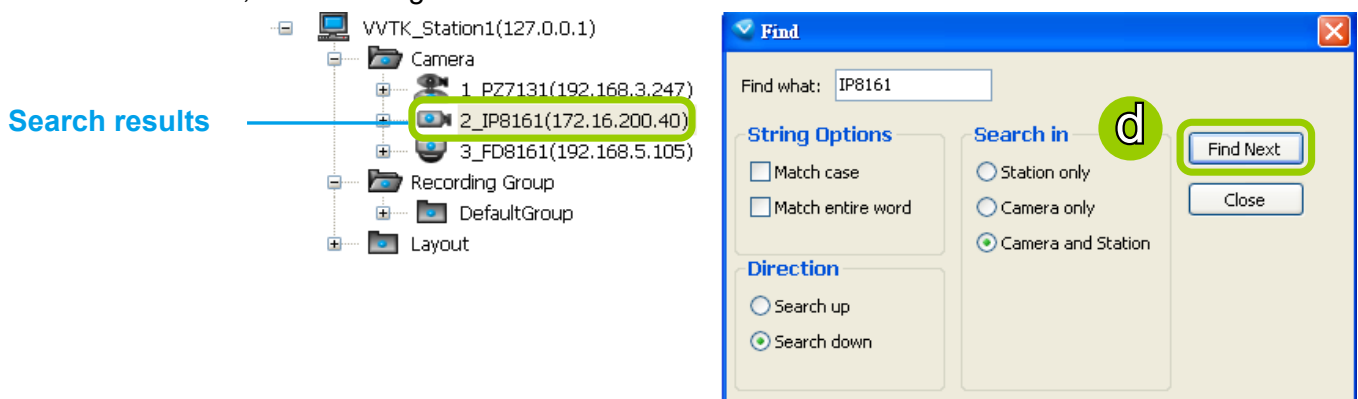 VVTK_Station1(127.0.0.1)
Camera
1_PZ7131(192.168.3.247)
2_IP8161(172.16.200.40)
3_FD8161(192.168.5.105)
Recording Group
DefaultGroup
Layout
Search results
Find
Find what: IP8161
String Options
Match case
Match entire word
Direction
Search up
Search down
Search in
Station only
Camera only
Camera and Station
d
Find Next
Close